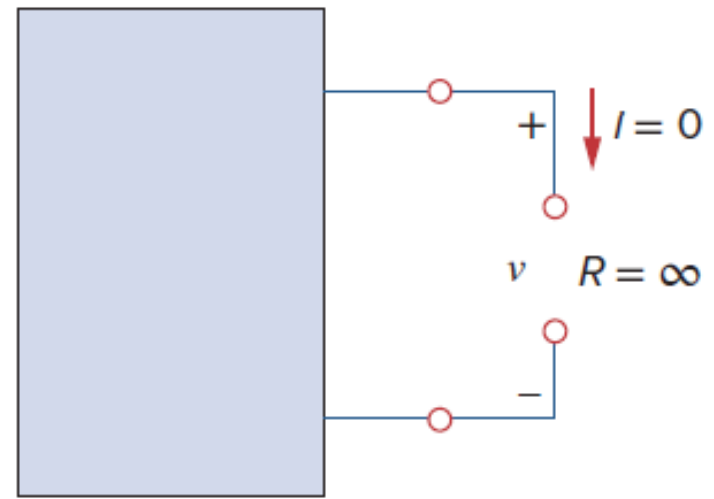 + I = 0
v R = ∞
−